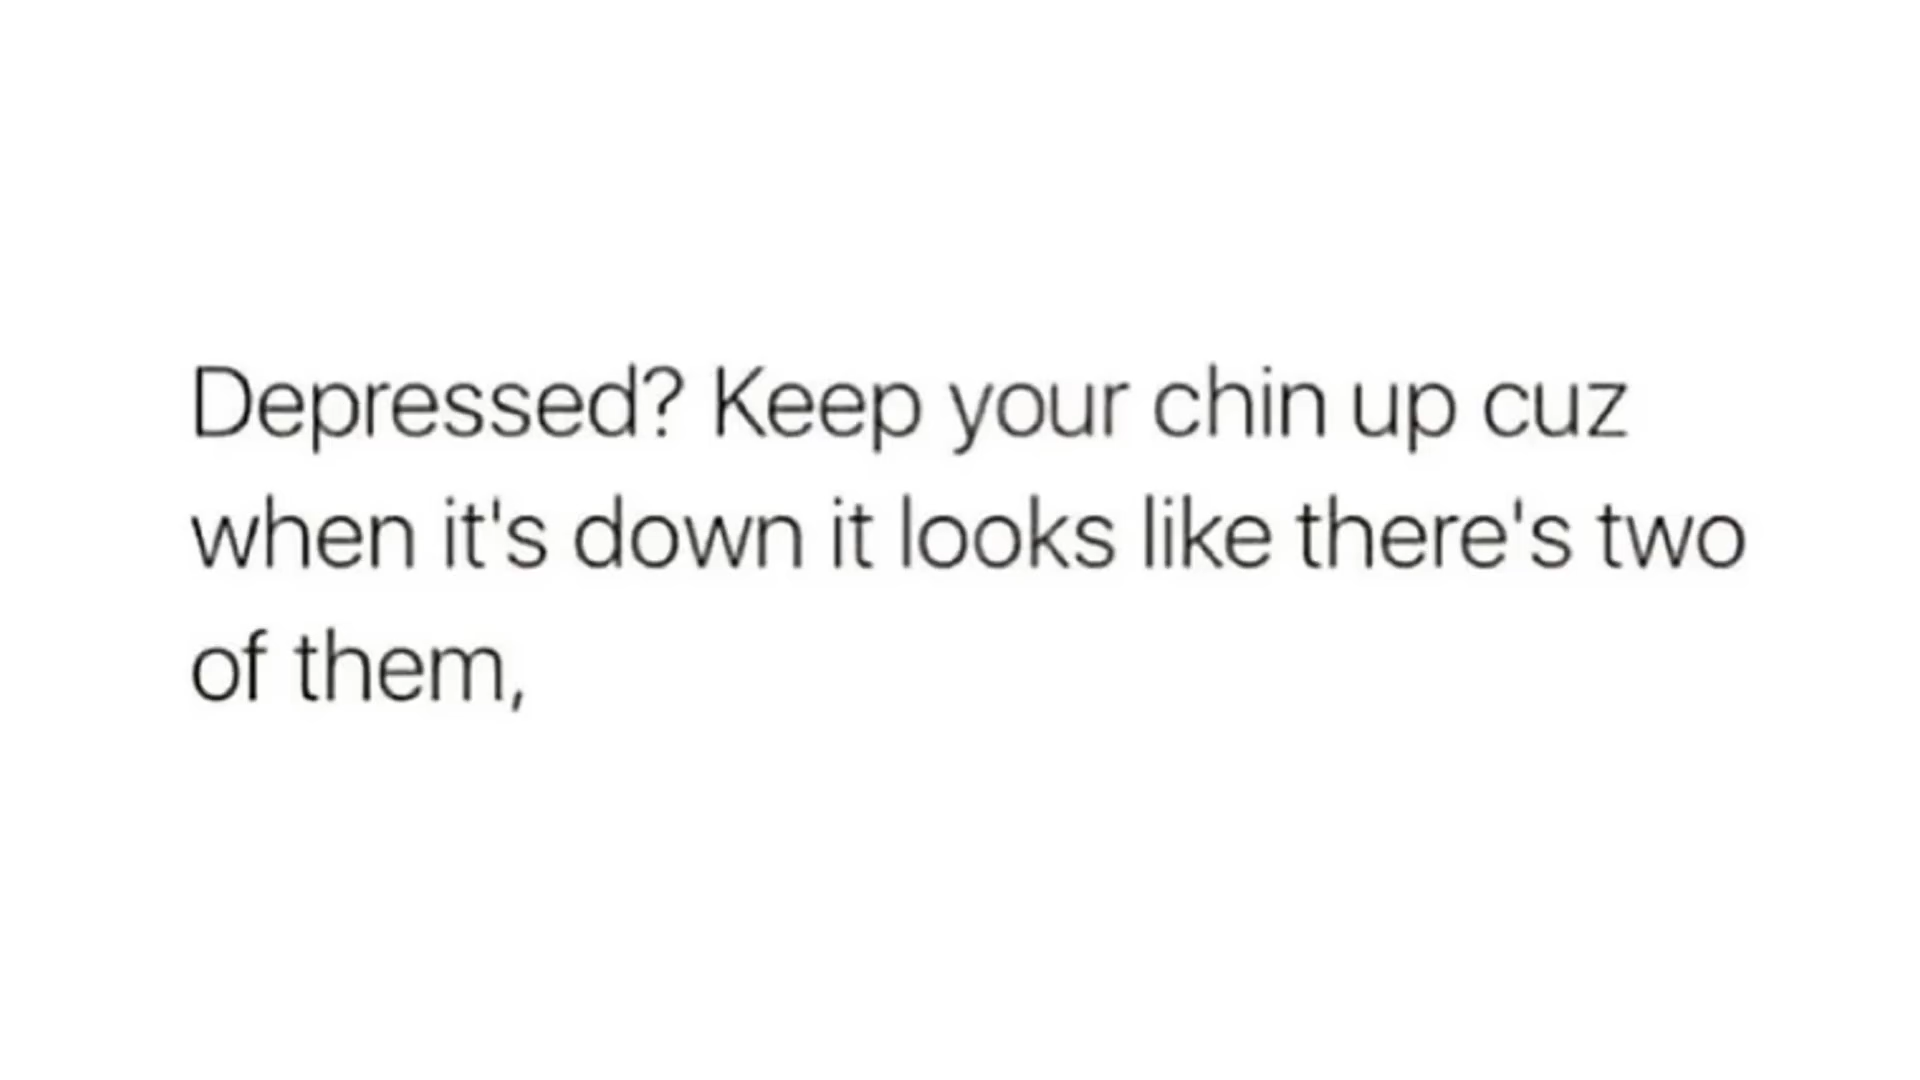 Depressed? Keep your chin up cuz
when it's down it looks like there's two
of them,